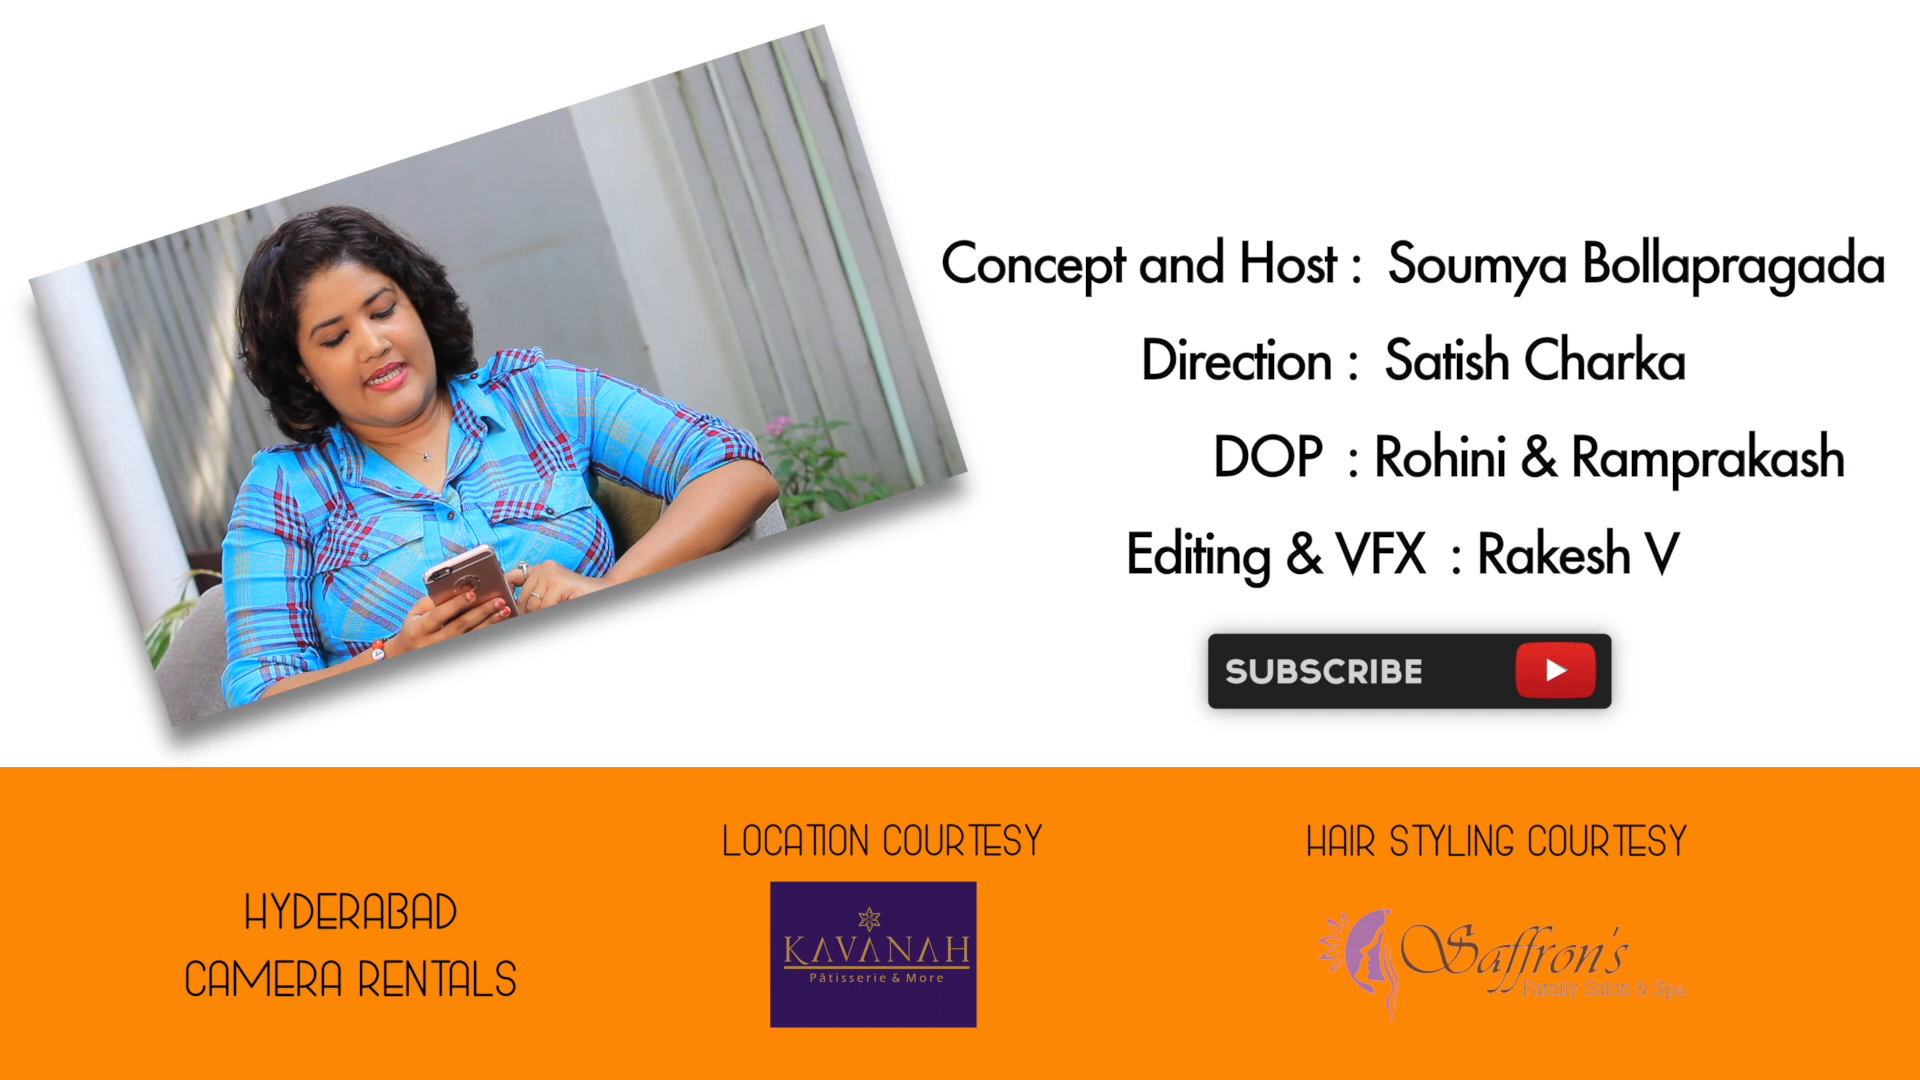 Concept and Host : Soumya Bollapragada
Direction : Satish Charka
DOP : Rohini & Ramprakash
Editing & VFX : Rakesh V
SUBSCRIBE
LOCATION COURTESY
HAIR STYLING COURTESY
HYDERABAD
CAMERA RENTALS
KAVANAH
Pâtisserie & More
Saffron's
Family Salon & Spa